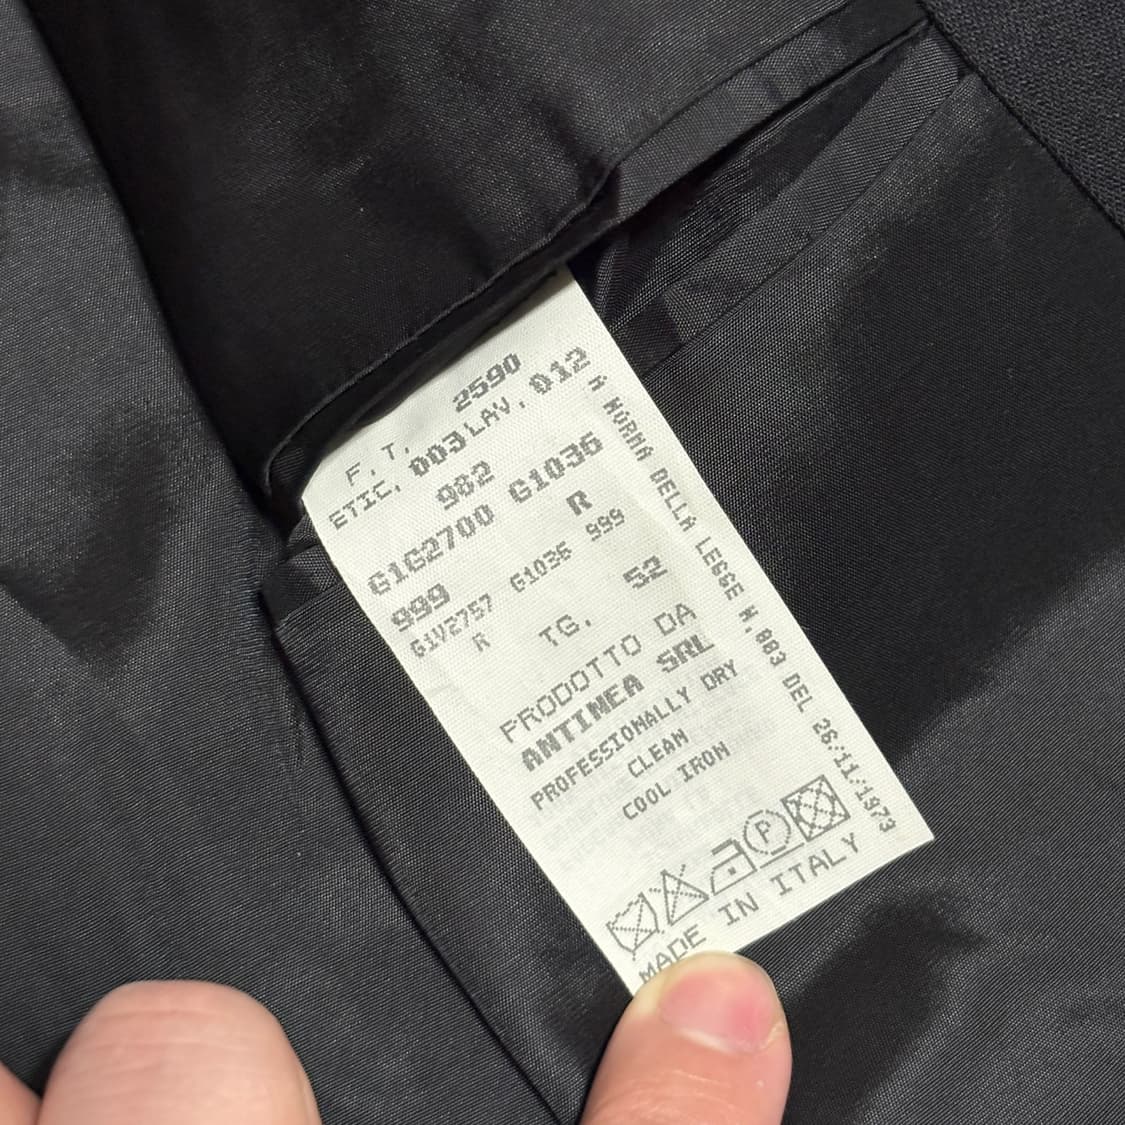 F.T. 2590
ETIC. 003 LAV. 012
982
G1G2700 G1036
999 R
G1V2757 G1036 999
R TG. 52
PRODOTTO DA
ANTINEA SRL
PROFESSIONALLY DRY
CLEAN
COOL IRON
P
MADE IN ITALY
A NORMA DELLA LEGGE N.883 DEL 26:11:1973